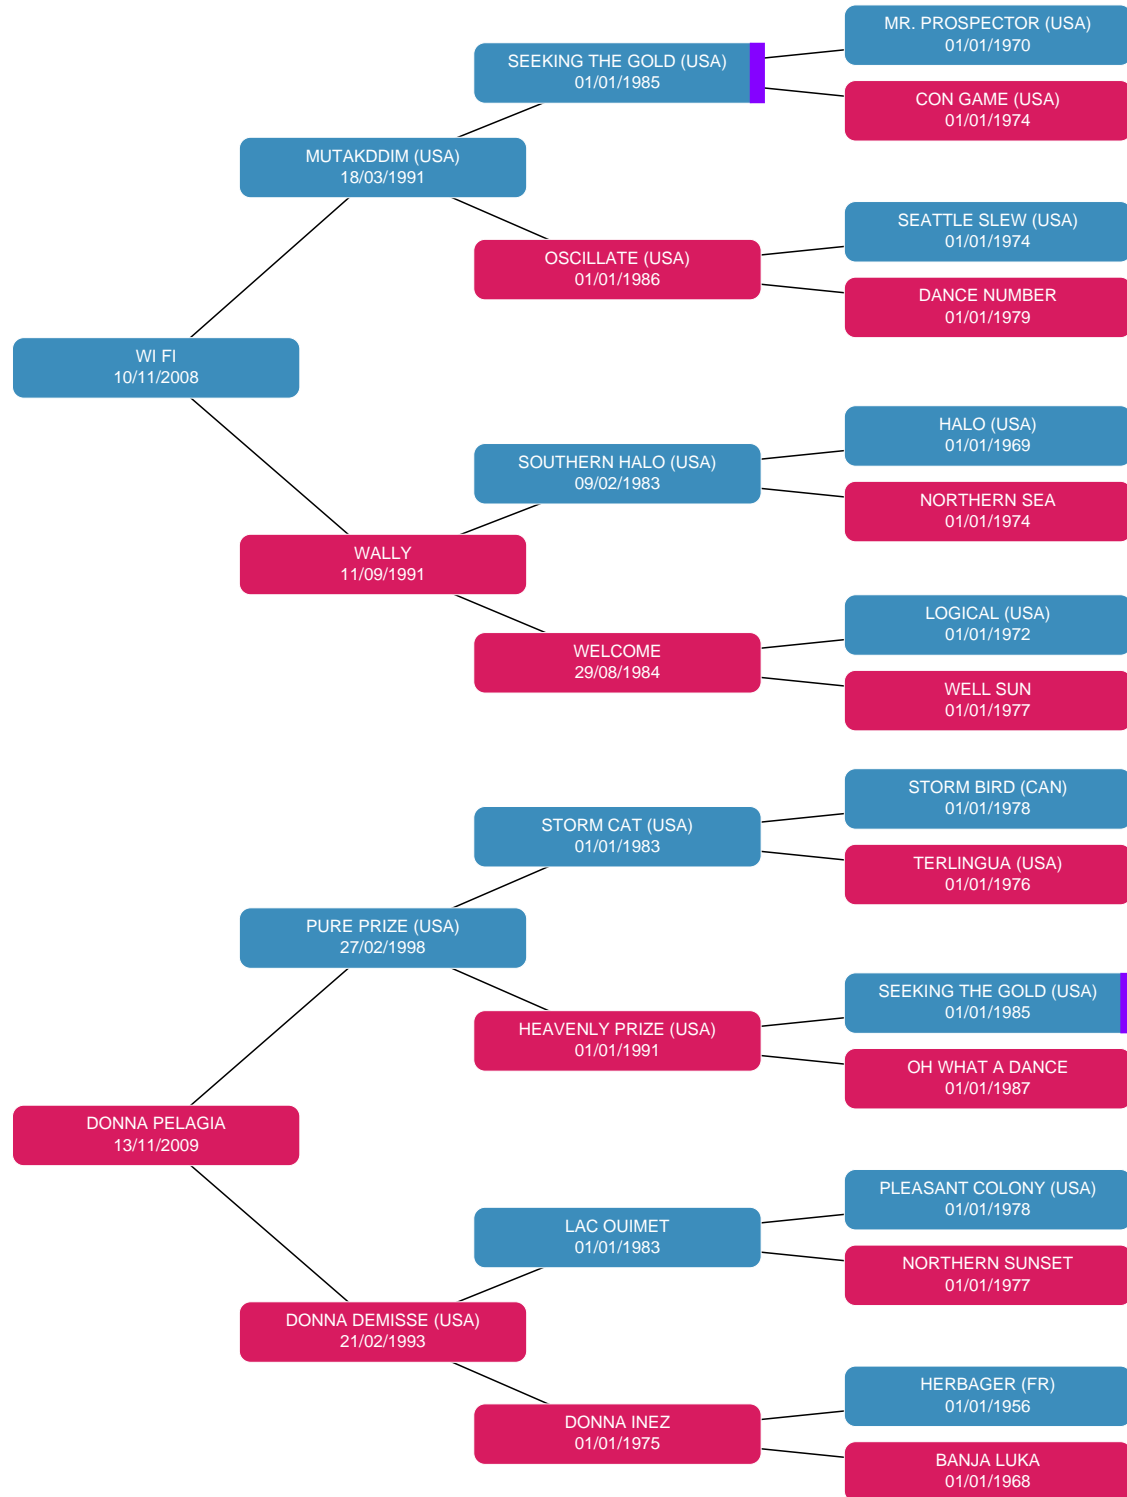 MR. PROSPECTOR (USA)
01/01/1970
SEEKING THE GOLD (USA)
01/01/1985
CON GAME (USA)
01/01/1974
MUTAKDDIM (USA)
18/03/1991
SEATTLE SLEW (USA)
01/01/1974
OSCILLATE (USA)
01/01/1986
DANCE NUMBER
01/01/1979
WI FI
10/11/2008
HALO (USA)
01/01/1969
SOUTHERN HALO (USA)
09/02/1983
NORTHERN SEA
01/01/1974
WALLY
11/09/1991
LOGICAL (USA)
01/01/1972
WELCOME
29/08/1984
WELL SUN
01/01/1977
STORM BIRD (CAN)
01/01/1978
STORM CAT (USA)
01/01/1983
TERLINGUA (USA)
01/01/1976
PURE PRIZE (USA)
27/02/1998
SEEKING THE GOLD (USA)
01/01/1985
HEAVENLY PRIZE (USA)
01/01/1991
OH WHAT A DANCE
01/01/1987
DONNA PELAGIA
13/11/2009
PLEASANT COLONY (USA)
01/01/1978
LAC OUIMET
01/01/1983
NORTHERN SUNSET
01/01/1977
DONNA DEMISSE (USA)
21/02/1993
HERBAGER (FR)
01/01/1956
DONNA INEZ
01/01/1975
BANJA LUKA
01/01/1968